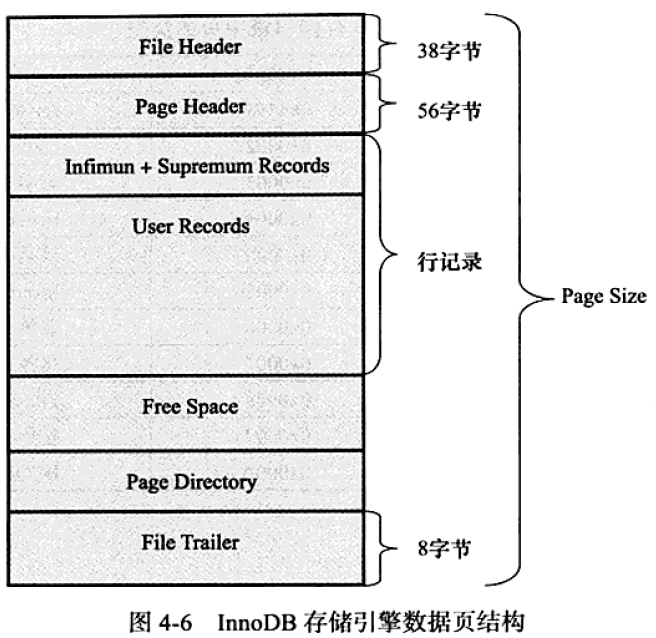 File Header
38字节
Page Header
56字节
Infimun + Supremum Records
User Records
行记录
Page Size
Free Space
Page Directory
File Trailer
8字节
图 4-6 InnoDB 存储引擎数据页结构